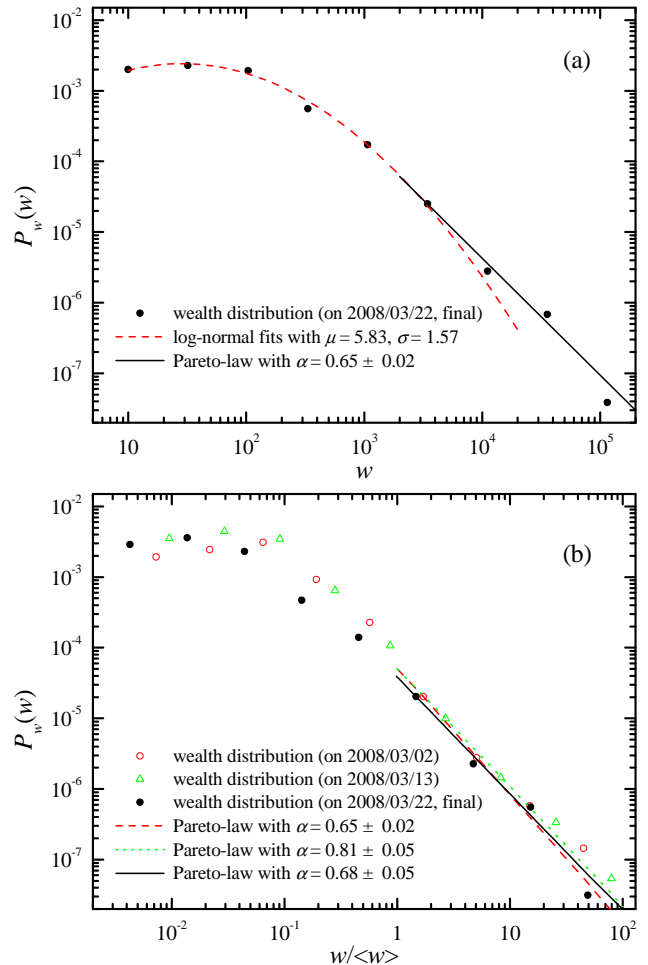 10^-2
(a)
10^-3
10^-4
P_w(w)
10^-5
10^-6
wealth distribution (on 2008/03/22, final)
log-normal fits with μ = 5.83, σ = 1.57
Pareto-law with α = 0.65 ± 0.02
10^-7
10 10^2 10^3 10^4 10^5
w
10^-2
(b)
10^-3
10^-4
P_w(w)
10^-5
wealth distribution (on 2008/03/02)
wealth distribution (on 2008/03/13)
10^-6
wealth distribution (on 2008/03/22, final)
Pareto-law with α = 0.65 ± 0.02
Pareto-law with α = 0.81 ± 0.05
10^-7
Pareto-law with α = 0.68 ± 0.05
10^-2 10^-1 1 10 10^2
w/<w>